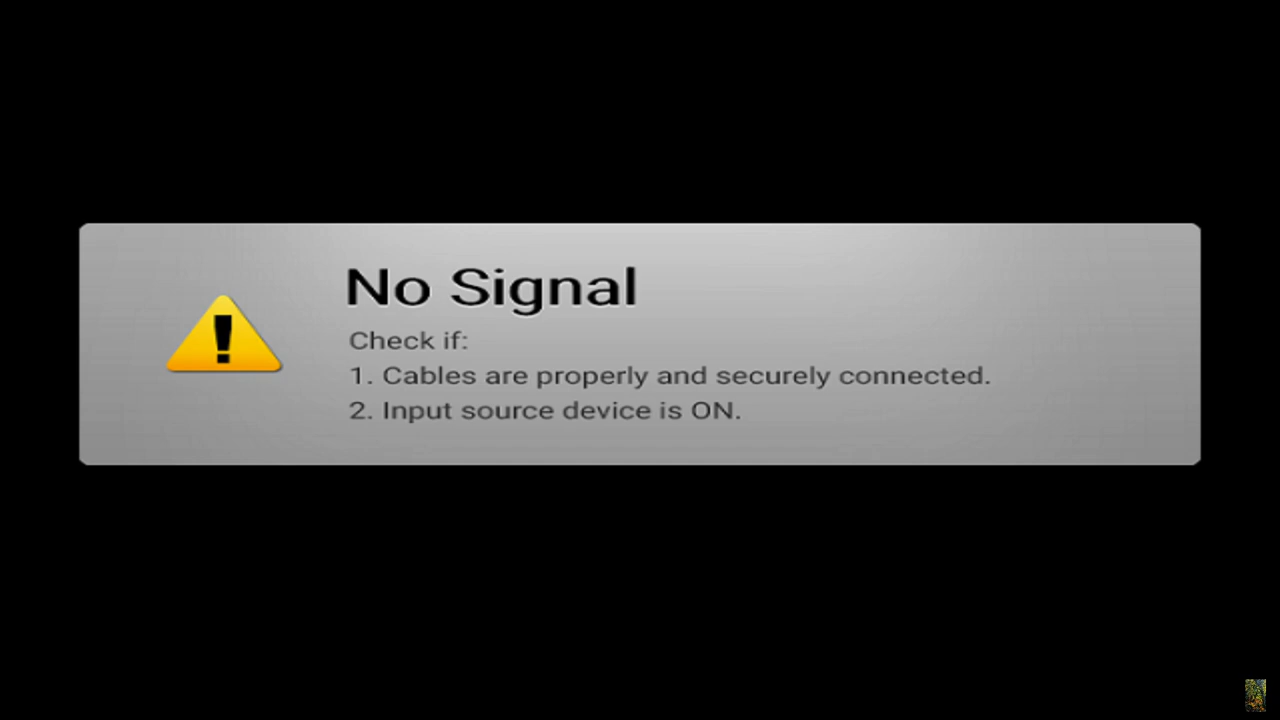 No Signal
Check if:
1. Cables are properly and securely connected.
2. Input source device is ON.